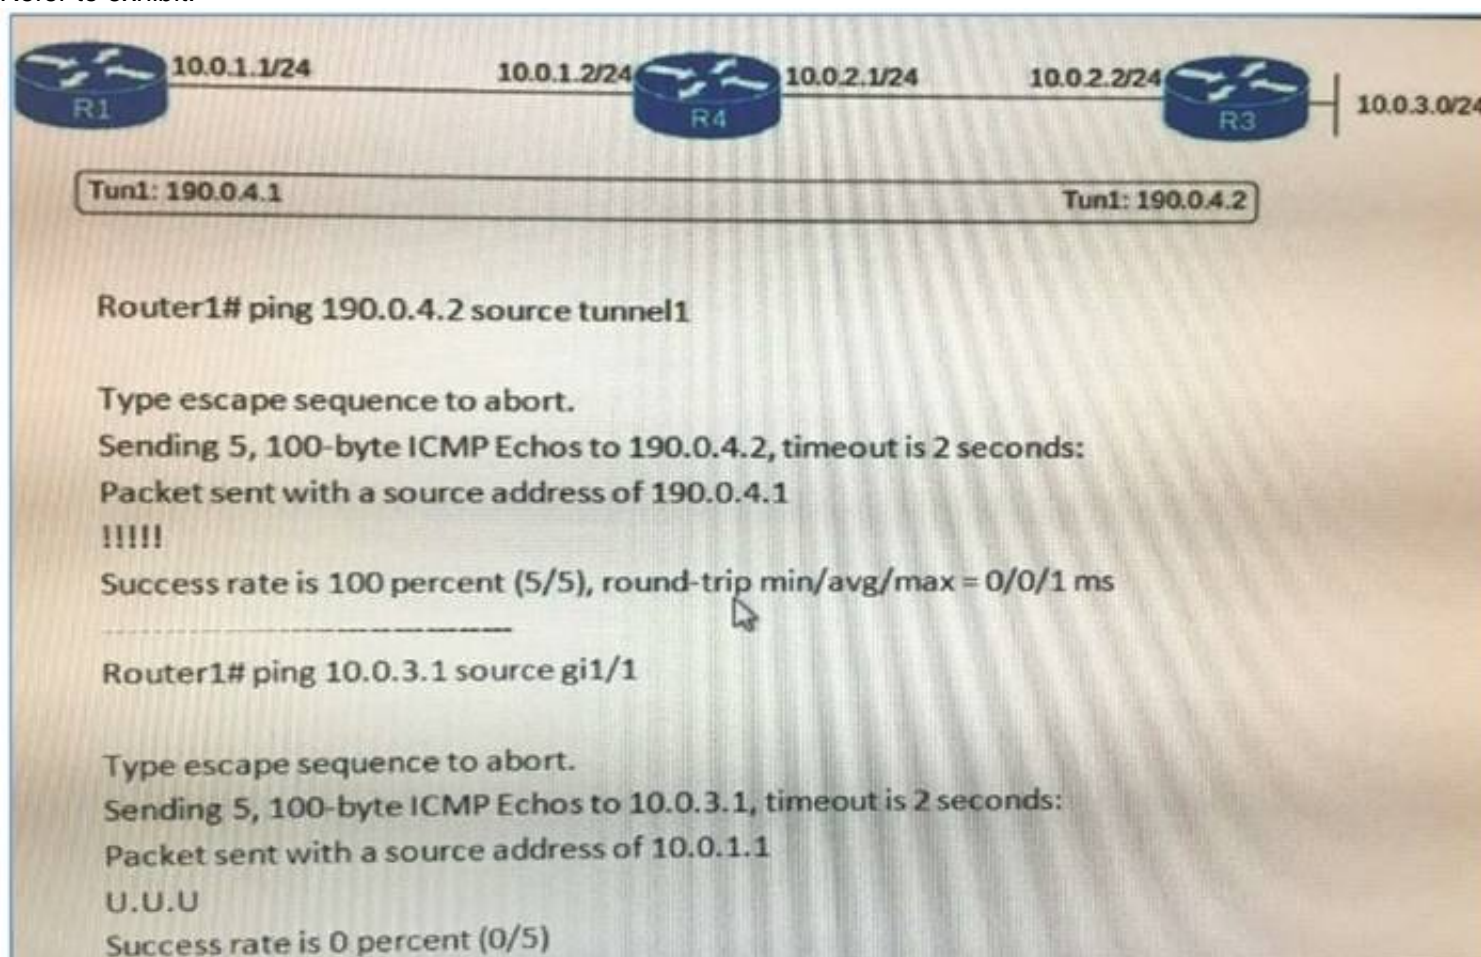 Refer to exhibit.
10.0.1.1/24
10.0.1.2/24
10.0.2.1/24
10.0.2.2/24
10.0.3.0/24
R1
R4
R3
Tun1: 190.0.4.1
Tun1: 190.0.4.2
Router1# ping 190.0.4.2 source tunnel1
Type escape sequence to abort.
Sending 5, 100-byte ICMP Echos to 190.0.4.2, timeout is 2 seconds:
Packet sent with a source address of 190.0.4.1
!!!!!
Success rate is 100 percent (5/5), round-trip min/avg/max = 0/0/1 ms
Router1# ping 10.0.3.1 source gi1/1
Type escape sequence to abort.
Sending 5, 100-byte ICMP Echos to 10.0.3.1, timeout is 2 seconds:
Packet sent with a source address of 10.0.1.1
U.U.U
Success rate is 0 percent (0/5)